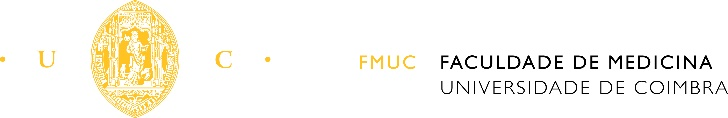 · U C ·
FMUC FACULDADE DE MEDICINA
UNIVERSIDADE DE COIMBRA